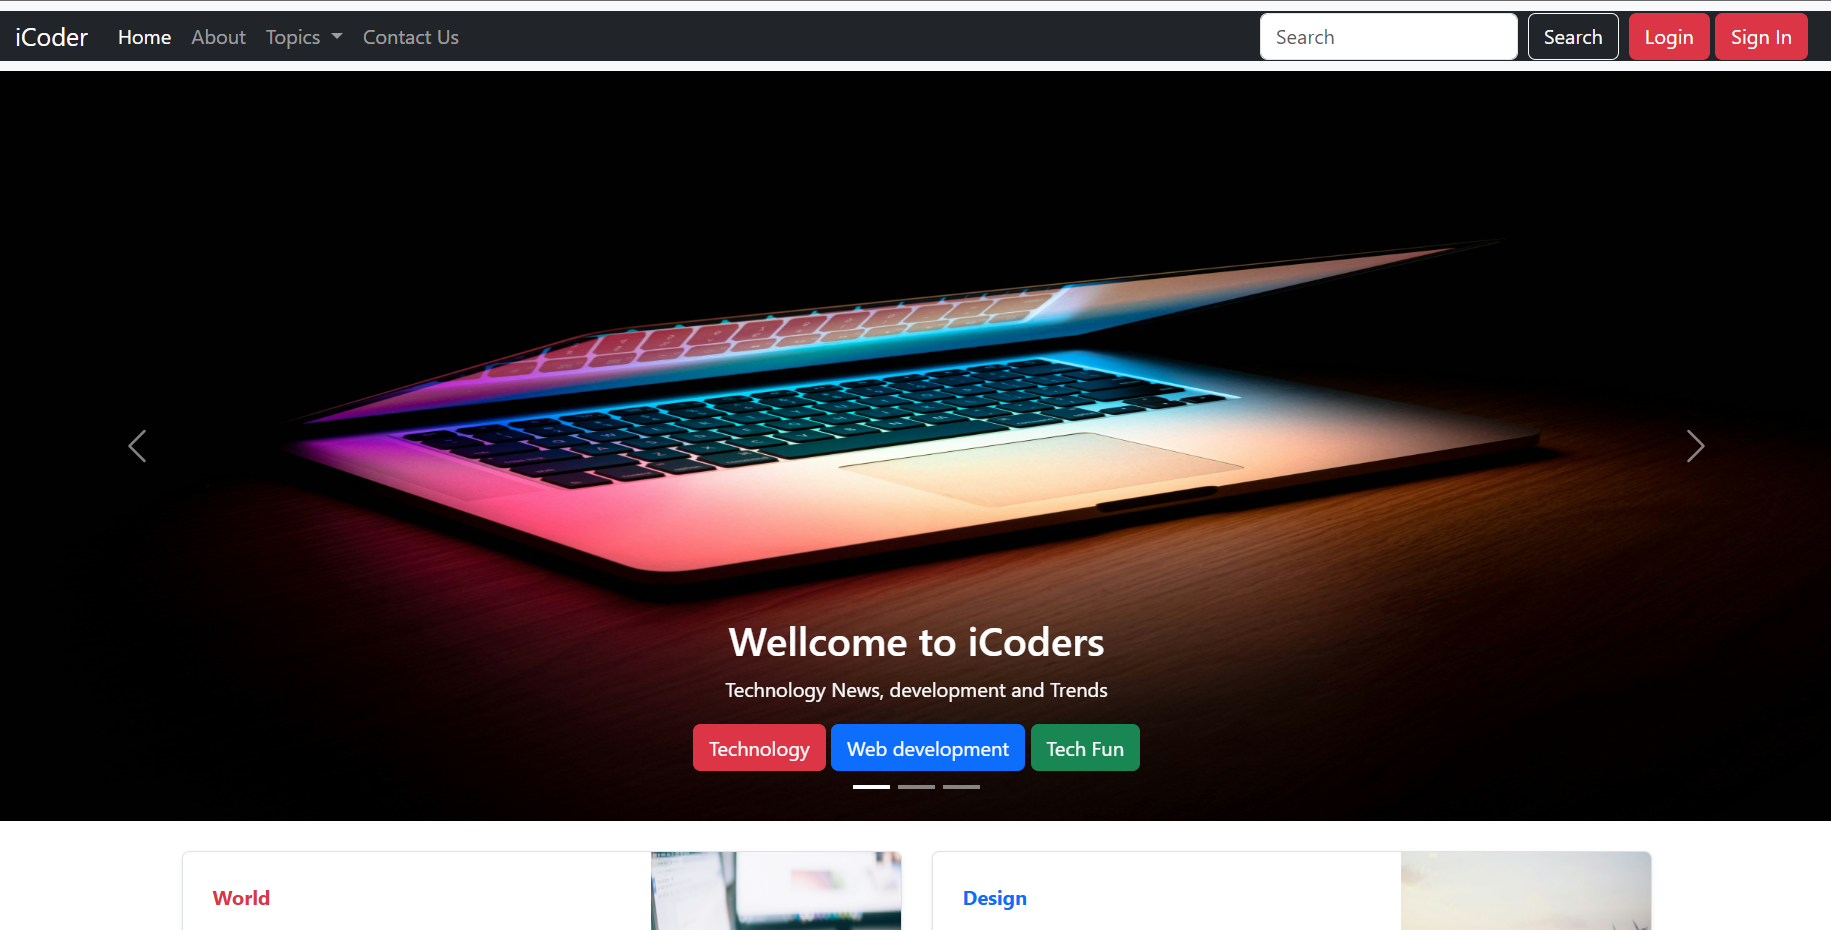 iCoder Home About Topics Contact Us Search Search Login Sign In
Wellcome to iCoders
Technology News, development and Trends
Technology Web development Tech Fun
World Design